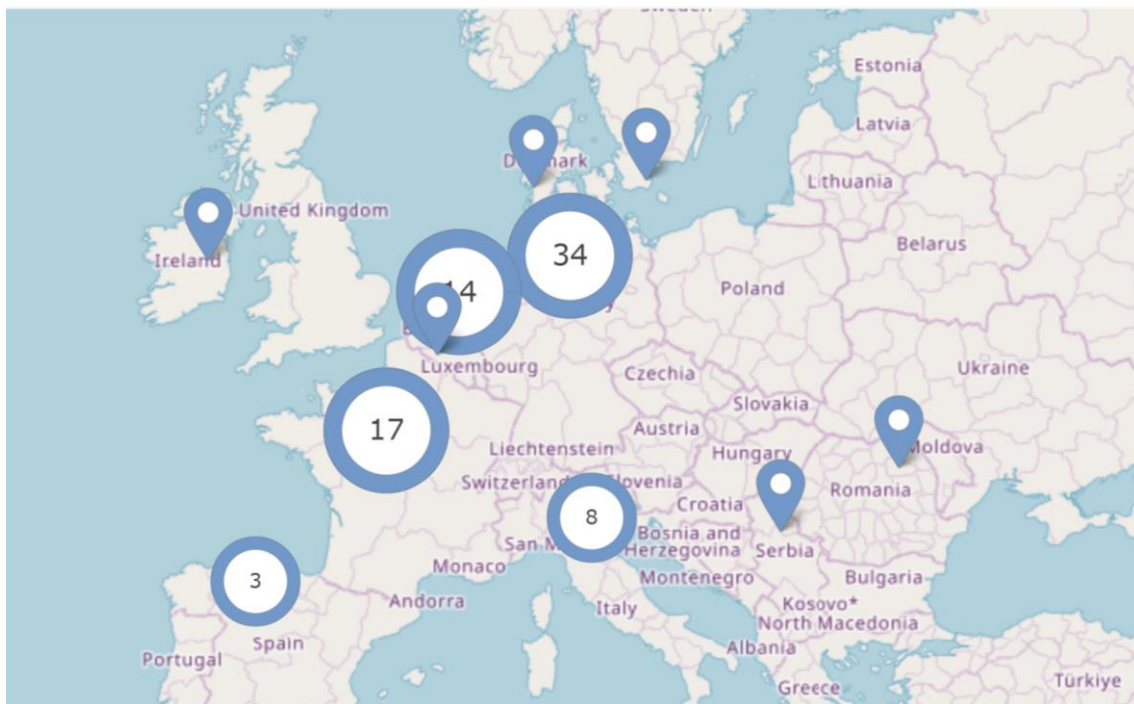 Estonia
Latvia
Lithuania
United Kingdom
Belarus
Ireland
34
Poland
14
Ukraine
Luxembourg
Czechia
Slovakia
17
Austria
Liechtenstein
Hungary
Moldova
Switzerland
Slovenia
Romania
Croatia
8
Bosnia and
Herzegovina
Serbia
Monaco
Montenegro
Bulgaria
3
Andorra
Italy
Kosovo*
North Macedonia
Spain
Albania
Portugal
Greece
Türkiye